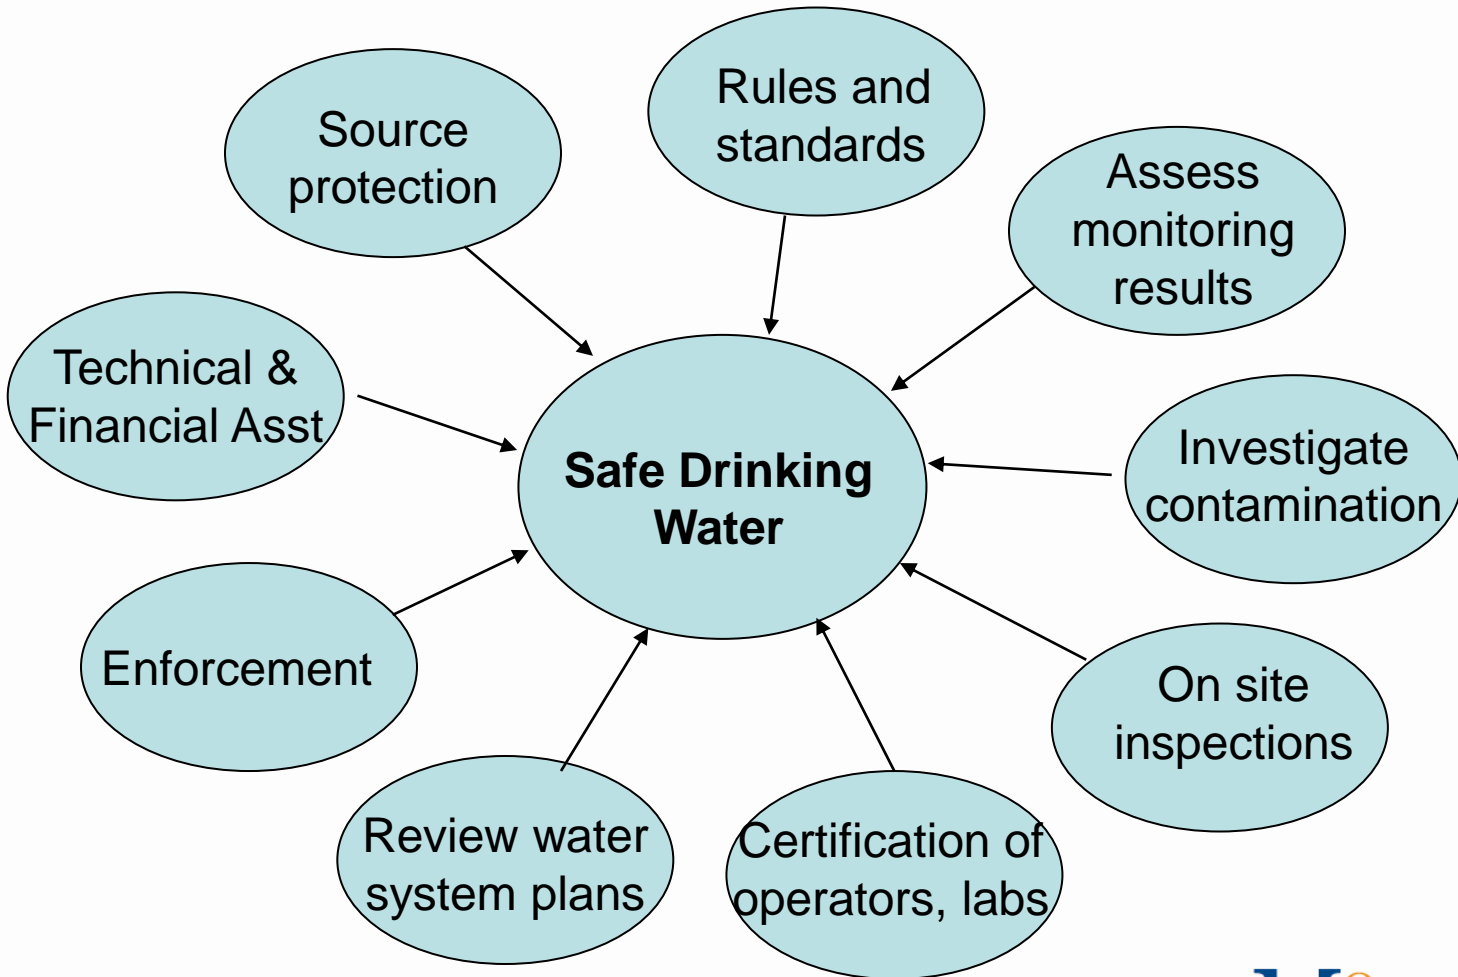 Rules and
standards
Source
protection
Assess
monitoring
results
Technical &
Financial Asst
Safe Drinking
Water
Investigate
contamination
Enforcement
On site
inspections
Review water
system plans
Certification of
operators, labs